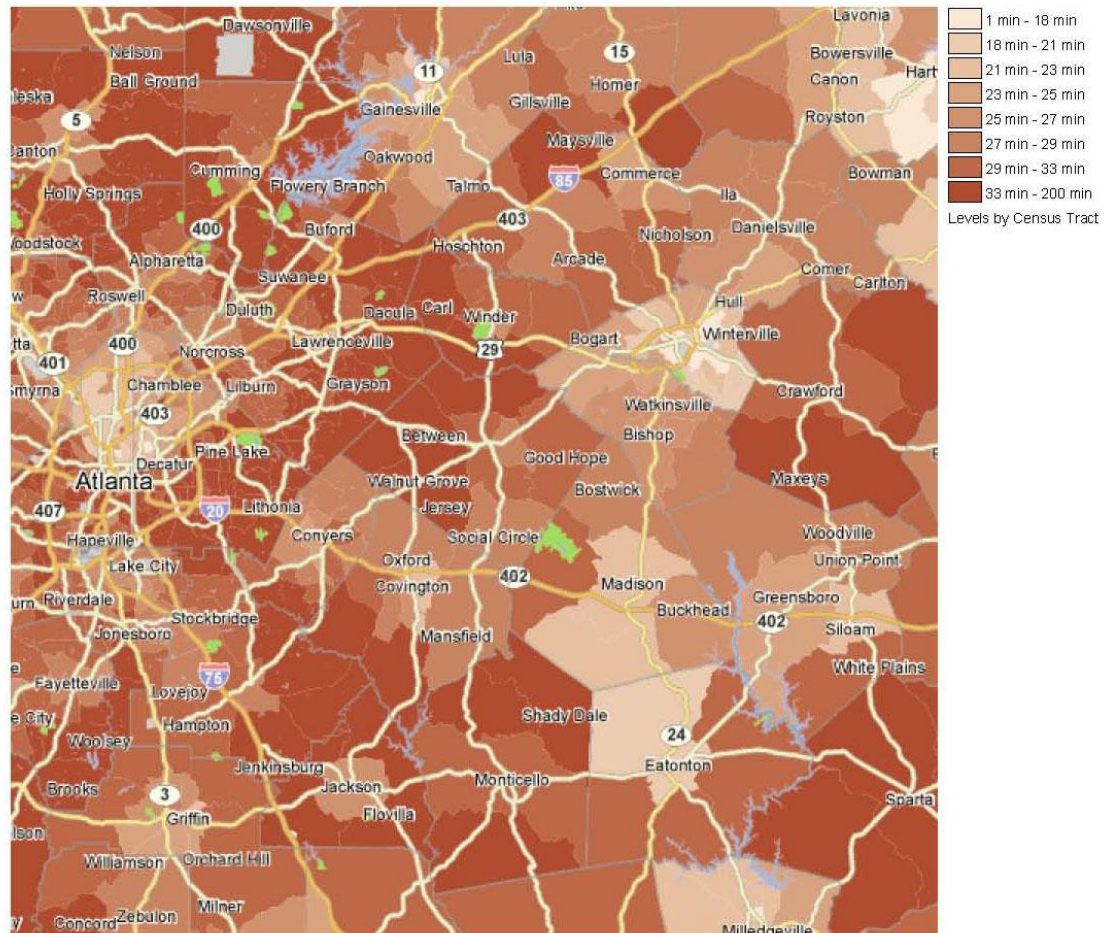 Dawsonville
Lavonia
Nelson
15
Bowersville
Lula
11
Ball Ground
Homer
Canon
Gainesville
Gillsville
Royston
5
Maysville
Oakwood
Cumming
Commerce
Bowman
85
Flowery Branch
Talmo
Holly Springs
Ila
403
400
Buford
Nicholson
Danielsville
Hoschton
Arcade
Alpharetta
Suwanee
Comer
Carlton
Roswell
Hull
Duluth
Dacula
Carl
Winder
Winterville
400
Lawrenceville
Bogart
Norcross
29
401
Chamblee
Lilburn
Grayson
Crawford
403
Watkinsville
Between
Bishop
Pine Lake
Decatur
Good Hope
Atlanta
Walnut Grove
Maxeys
Bostwick
Lithonia
Jersey
20
407
Conyers
Social Circle
Woodville
Hapeville
Oxford
Union Point
Lake City
402
Covington
Madison
Greensboro
Riverdale
Buckhead
Stockbridge
402
Siloam
Jonesboro
Mansfield
White Plains
75
Fayetteville
Lovejoy
Shady Dale
Hampton
24
Woolsey
Eatonton
Jenkinsburg
Monticello
Brooks
Jackson
3
Sparta
Griffin
Flovilla
Williamson
Orchard Hill
Milner
Zebulon
Concord
Milledgeville
1 min - 18 min
18 min - 21 min
21 min - 23 min
23 min - 25 min
25 min - 27 min
27 min - 29 min
29 min - 33 min
33 min - 200 min
Levels by Census Tract